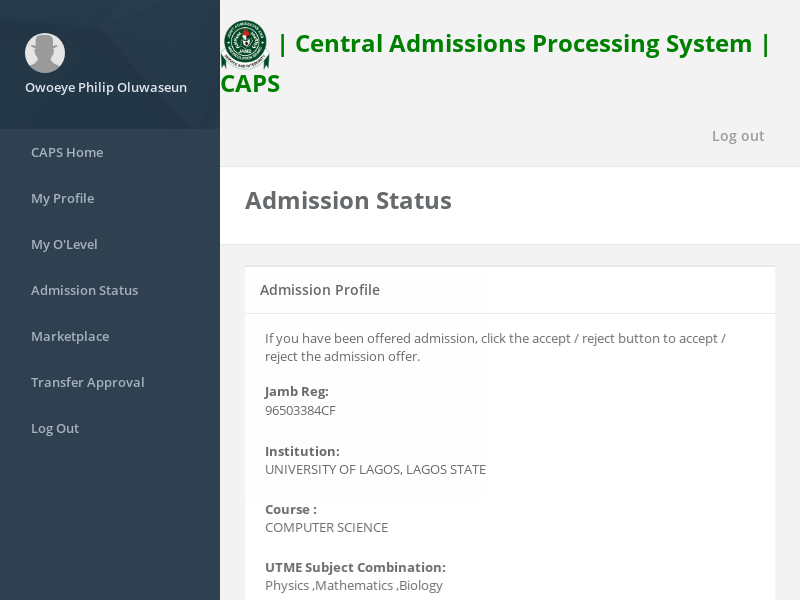 Owoeye Philip Oluwaseun
CAPS Home
My Profile
My O'Level
Admission Status
Marketplace
Transfer Approval
Log Out
| Central Admissions Processing System |
CAPS
Log out
Admission Status
Admission Profile
If you have been offered admission, click the accept / reject button to accept /
reject the admission offer.
Jamb Reg:
96503384CF
Institution:
UNIVERSITY OF LAGOS, LAGOS STATE
Course :
COMPUTER SCIENCE
UTME Subject Combination:
Physics ,Mathematics ,Biology